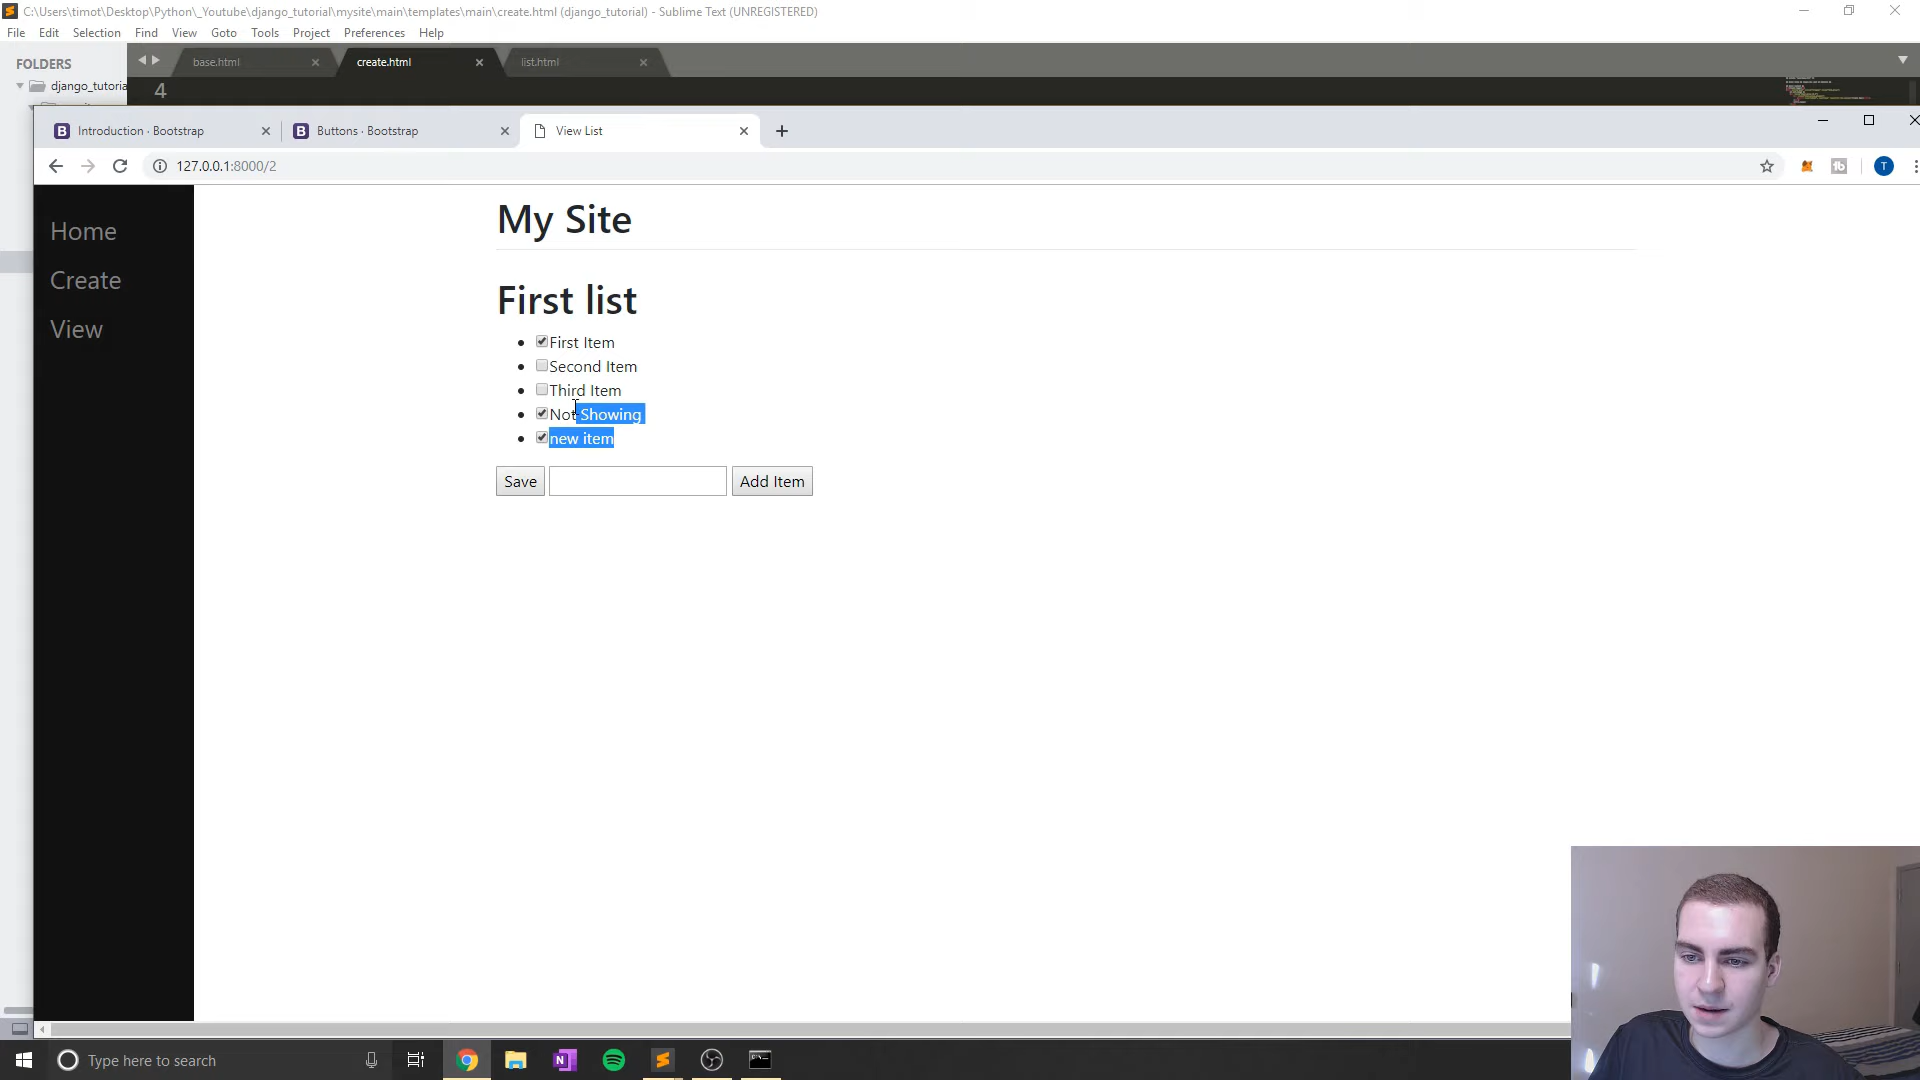 C:\Users\timot\Desktop\Python\_Youtube\django_tutorial\mysite\main\templates\main\create.html (django_tutorial) - Sublime Text (UNREGISTERED)
File Edit Selection Find View Goto Tools Project Preferences Help
FOLDERS
base.html create.html list.html
django_tutoria
4
Introduction · Bootstrap
Buttons · Bootstrap
View List
127.0.0.1:8000/2
T
Home
Create
View
My Site
First list
First Item
Second Item
Third Item
Not Showing
new item
Save Add Item
Type here to search